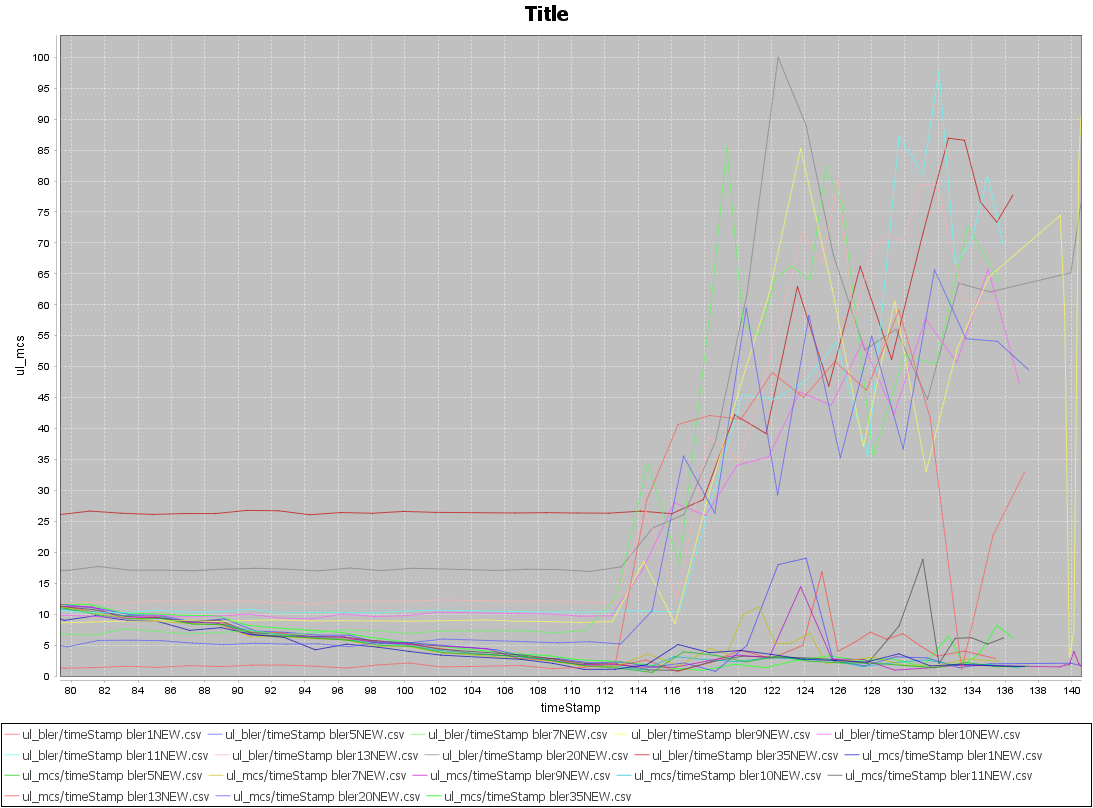 Title
100
95
90
85
80
75
70
65
60
55
50
45
40
35
30
25
20
15
10
5
0
ul_mcs
80 82 84 86 88 90 92 94 96 98 100 102 104 106 108 110 112 114 116 118 120 122 124 126 128 130 132 134 136 138 140
timeStamp
ul_bler/timeStamp bler1NEW.csv ul_bler/timeStamp bler5NEW.csv ul_bler/timeStamp bler7NEW.csv ul_bler/timeStamp bler9NEW.csv ul_bler/timeStamp bler10NEW.csv
ul_bler/timeStamp bler11NEW.csv ul_bler/timeStamp bler13NEW.csv ul_bler/timeStamp bler20NEW.csv ul_bler/timeStamp bler35NEW.csv ul_mcs/timeStamp bler1NEW.csv
ul_mcs/timeStamp bler5NEW.csv ul_mcs/timeStamp bler7NEW.csv ul_mcs/timeStamp bler9NEW.csv ul_mcs/timeStamp bler10NEW.csv ul_mcs/timeStamp bler11NEW.csv
ul_mcs/timeStamp bler13NEW.csv ul_mcs/timeStamp bler20NEW.csv ul_mcs/timeStamp bler35NEW.csv